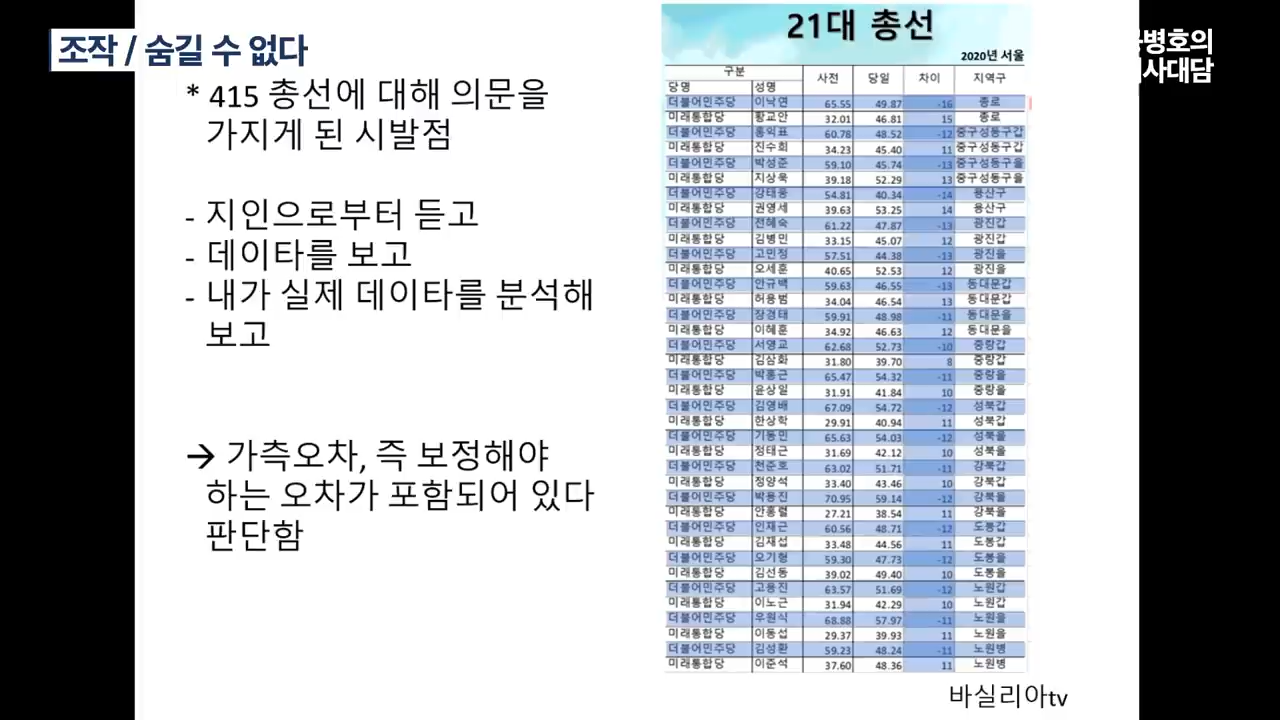 조작 / 숨길 수 없다
병호의
사대담
* 415 총선에 대해 의문을
가지게 된 시발점
- 지인으로부터 듣고
- 데이타를 보고
- 내가 실제 데이타를 분석해
보고
→ 가측오차, 즉 보정해야
하는 오차가 포함되어 있다
판단함
21대 총선
2020년 서울
구분 사전 당일 차이 지역구
당명 성명
더불어민주당 이낙연 65.55 49.87 -16 종로
미래통합당 황교안 32.01 46.81 15 종로
더불어민주당 홍익표 60.78 48.52 -12 중구성동구갑
미래통합당 진수희 34.23 45.40 11 중구성동구갑
더불어민주당 박성준 59.10 45.74 -13 중구성동구을
미래통합당 지상욱 39.18 52.29 13 중구성동구을
더불어민주당 강태웅 54.81 40.34 -14 용산구
미래통합당 권영세 39.63 53.25 14 용산구
더불어민주당 전혜숙 61.22 47.87 -13 광진갑
미래통합당 김병민 33.15 45.07 12 광진갑
더불어민주당 고민정 57.51 44.38 -13 광진을
미래통합당 오세훈 40.65 52.53 12 광진을
더불어민주당 안규백 59.63 46.55 -13 동대문갑
미래통합당 허용범 34.04 46.54 13 동대문갑
더불어민주당 장경태 59.91 48.98 -11 동대문을
미래통합당 이혜훈 34.92 46.63 12 동대문을
더불어민주당 서영교 62.68 52.73 -10 중랑갑
미래통합당 김삼화 31.80 39.70 8 중랑갑
더불어민주당 박홍근 65.47 54.32 -11 중랑을
미래통합당 윤상일 31.91 41.84 10 중랑을
더불어민주당 김영배 67.09 54.72 -12 성북갑
미래통합당 한상학 29.91 40.94 11 성북갑
더불어민주당 기동민 65.63 54.03 -12 성북을
미래통합당 정태근 31.69 42.12 10 성북을
더불어민주당 천준호 63.02 51.71 -11 강북갑
미래통합당 정양석 33.40 43.46 10 강북갑
더불어민주당 박용진 70.95 59.14 -12 강북을
미래통합당 안홍렬 27.21 38.54 11 강북을
더불어민주당 인재근 60.56 48.71 -12 도봉갑
미래통합당 김재섭 33.48 44.56 11 도봉갑
더불어민주당 오기형 59.30 47.73 -12 도봉을
미래통합당 김선동 39.02 49.40 10 도봉을
더불어민주당 고용진 63.57 51.69 -12 노원갑
미래통합당 이노근 31.94 42.29 10 노원갑
더불어민주당 우원식 68.88 57.97 -11 노원을
미래통합당 이동섭 29.37 39.93 11 노원을
더불어민주당 김성환 59.23 48.24 -11 노원병
미래통합당 이준석 37.60 48.36 11 노원병
바실리아tv